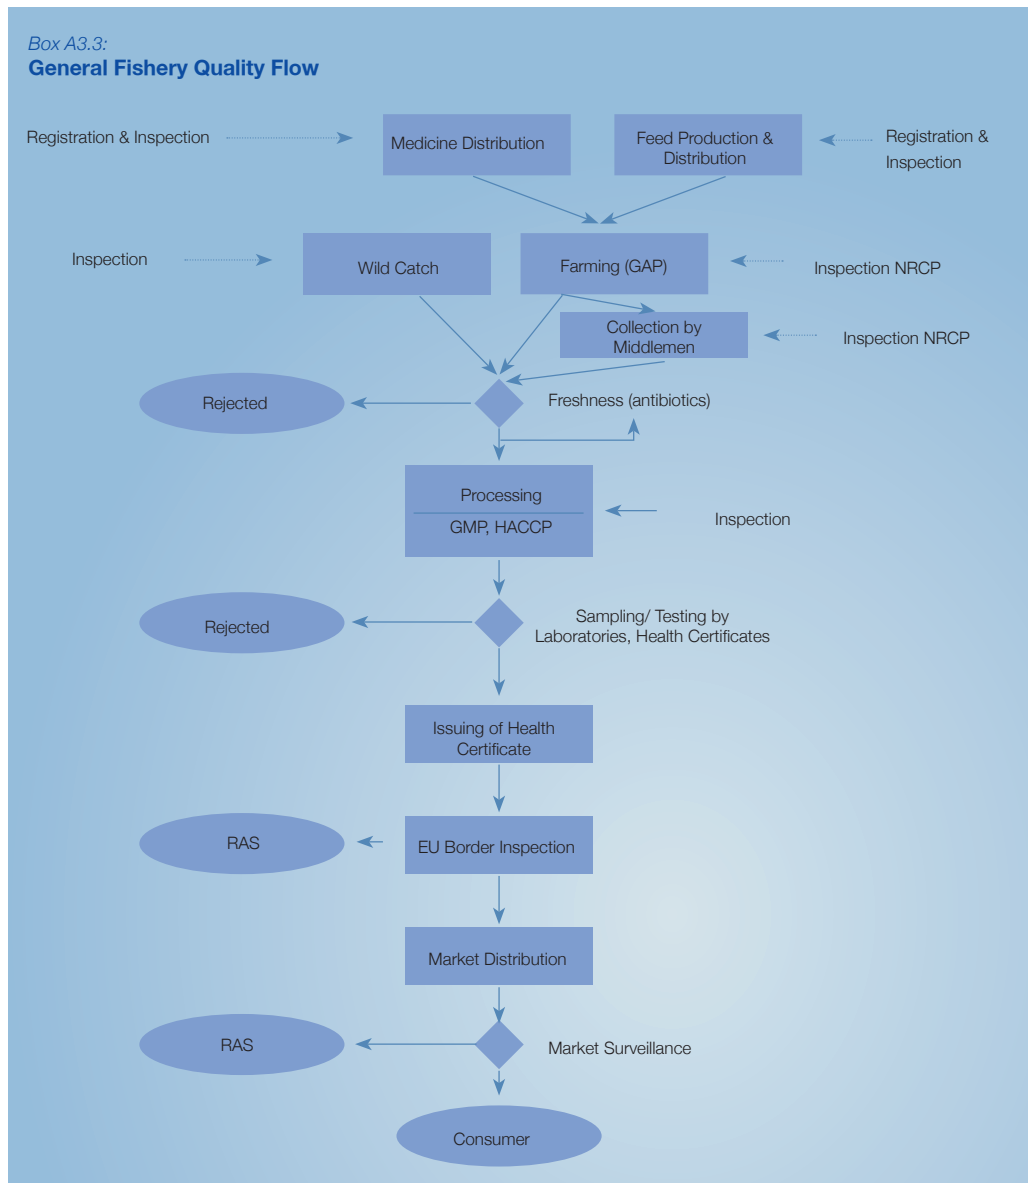 Box A3.3:
General Fishery Quality Flow
Registration & Inspection
Medicine Distribution
Feed Production &
Distribution
Registration &
Inspection
Inspection
Wild Catch
Farming (GAP)
Inspection NRCP
Collection by
Middlemen
Inspection NRCP
Rejected
Freshness (antibiotics)
Processing
GMP, HACCP
Inspection
Rejected
Sampling/ Testing by
Laboratories, Health Certificates
Issuing of Health
Certificate
RAS
EU Border Inspection
Market Distribution
RAS
Market Surveillance
Consumer